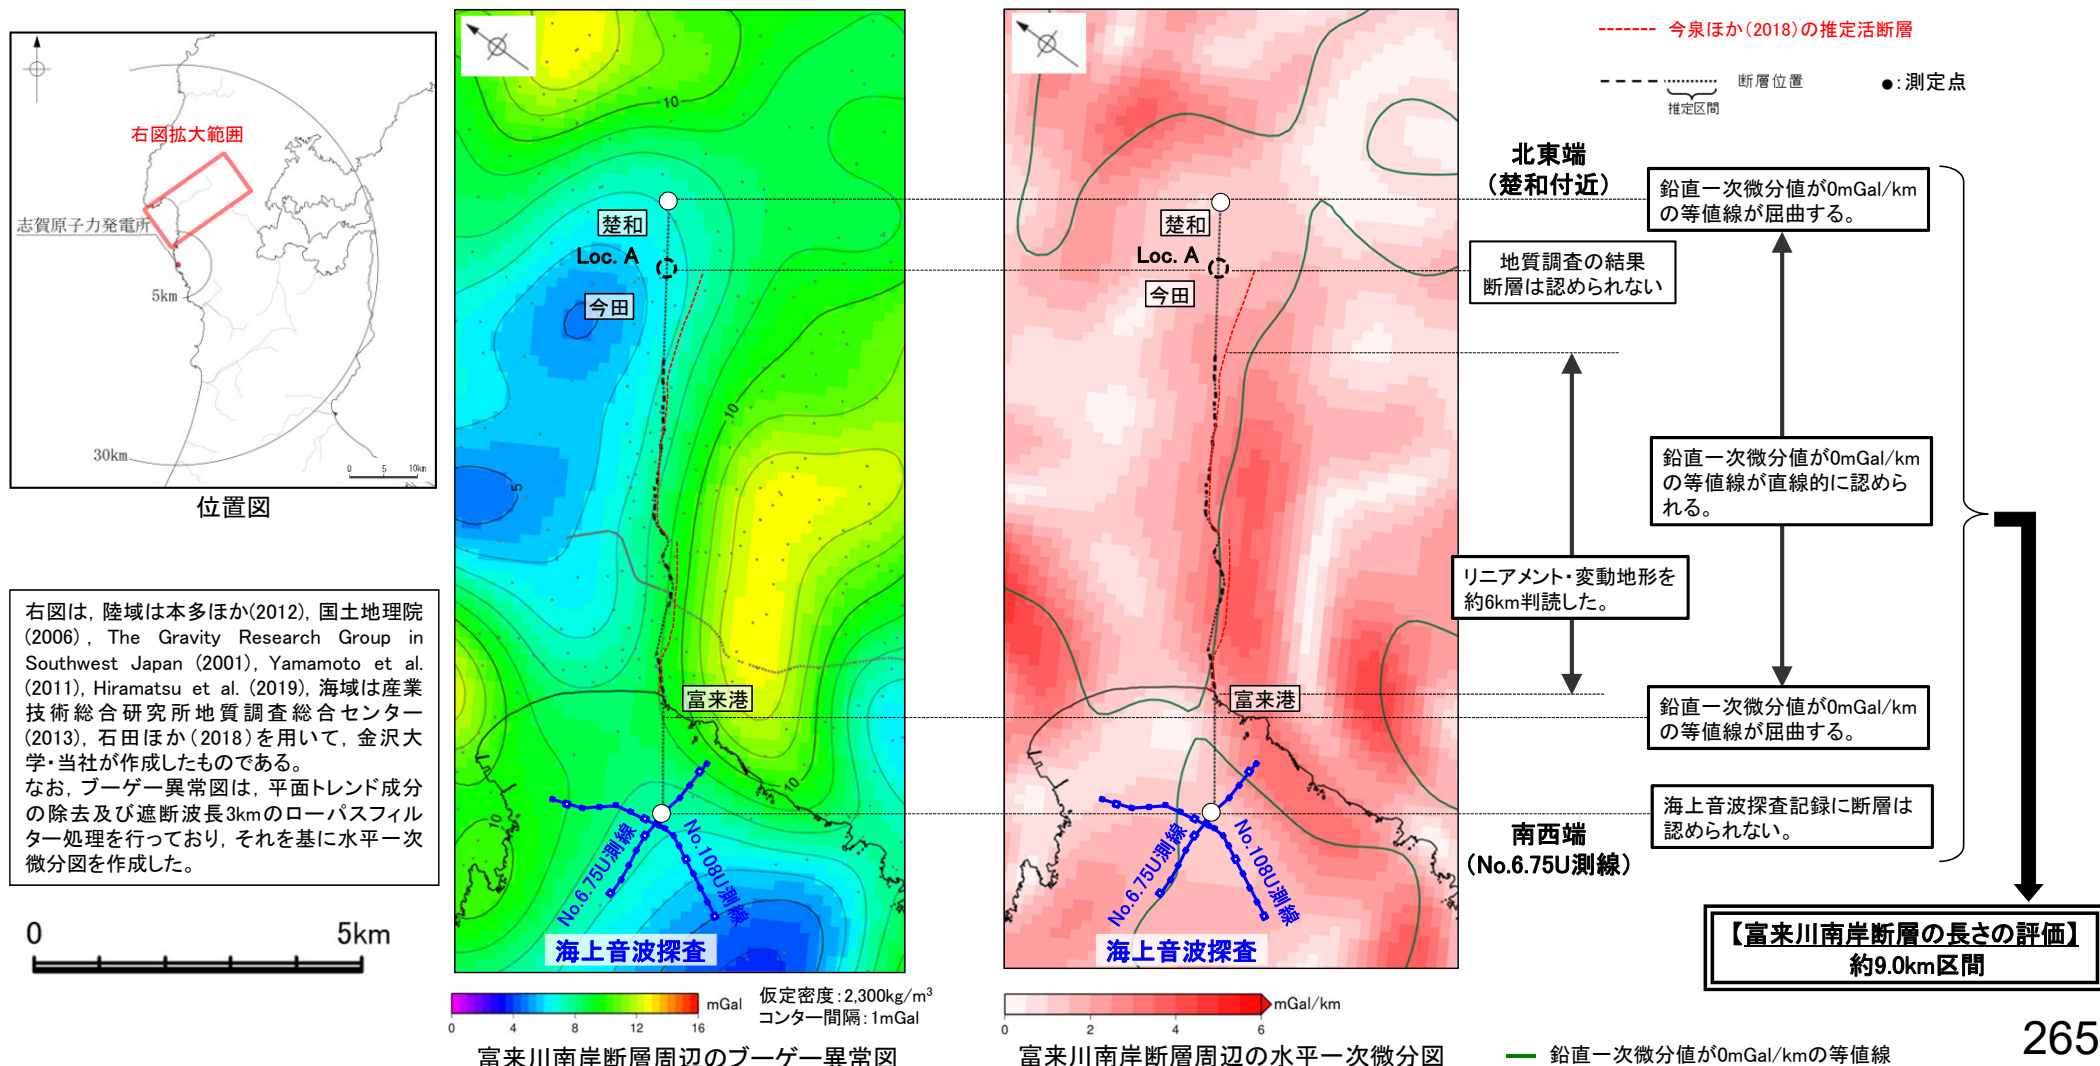 右図拡大範囲
志賀原子力発電所
5km
30km
0 5 10km
位置図
右図は, 陸域は本多ほか(2012), 国土地理院
(2006), The Gravity Research Group in
Southwest Japan (2001), Yamamoto et al.
(2011), Hiramatsu et al. (2019), 海域は産業
技術総合研究所地質調査総合センター
(2013), 石田ほか(2018)を用いて, 金沢大
学・当社が作成したものである。
なお, ブーゲー異常図は, 平面トレンド成分
の除去及び遮断波長3kmのローパスフィル
ター処理を行っており, それを基に水平一次
微分図を作成した。
0 5km
10
楚和
Loc. A
今田
10
5
富来港
10
10
No.6.75U測線
No.108U測線
海上音波探査
0 4 8 12 16
mGal
仮定密度:2,300kg/m³
コンター間隔:1mGal
富来川南岸断層周辺のブーゲー異常図
楚和
Loc. A
今田
富来港
No.6.75U測線
No.108U測線
海上音波探査
0 2 4 6
mGal/km
富来川南岸断層周辺の水平一次微分図
今泉ほか(2018)の推定活断層
断層位置
推定区間
●:測定点
北東端
(楚和付近)
鉛直一次微分値が0mGal/km
の等値線が屈曲する。
地質調査の結果
断層は認められない
鉛直一次微分値が0mGal/km
の等値線が直線的に認めら
れる。
リニアメント・変動地形を
約6km判読した。
鉛直一次微分値が0mGal/km
の等値線が屈曲する。
海上音波探査記録に断層は
認められない。
南西端
(No.6.75U測線)
【富来川南岸断層の長さの評価】
約9.0km区間
鉛直一次微分値が0mGal/kmの等値線
265